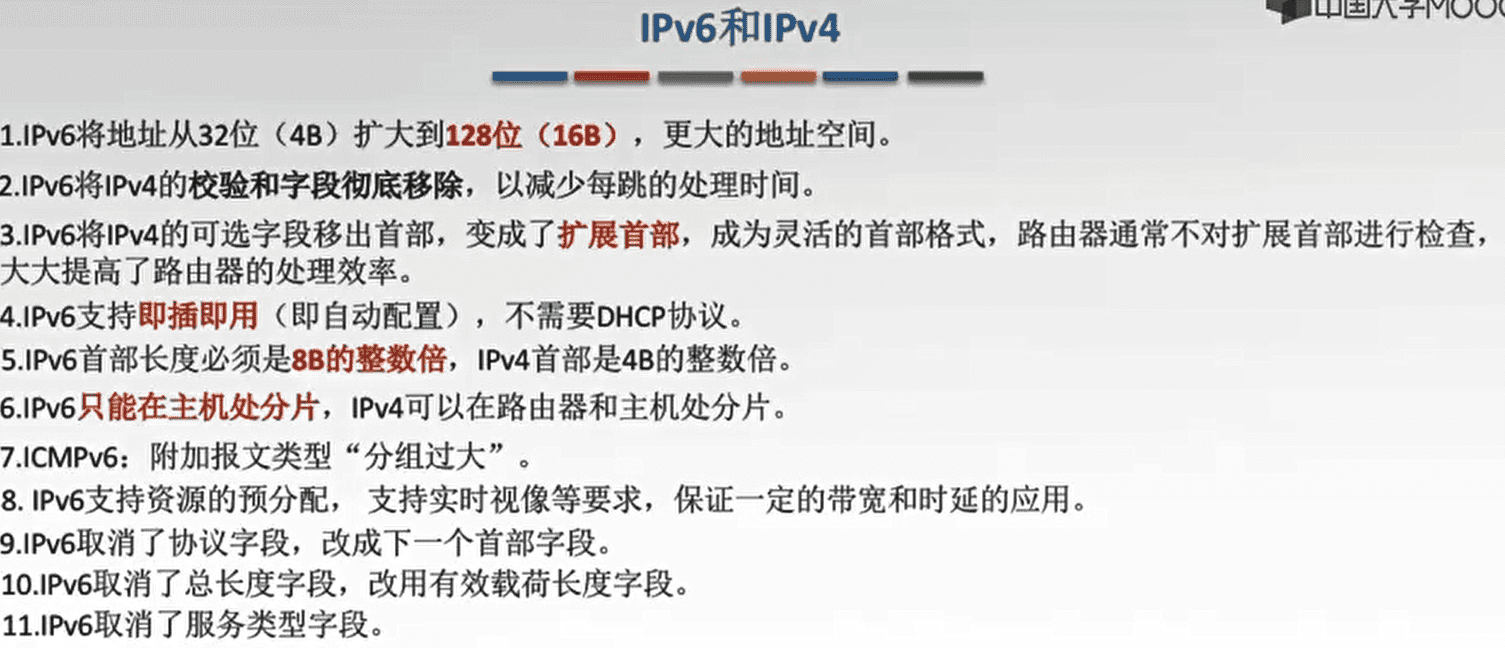 中国大学MOOC
IPv6和IPv4
1.IPv6将地址从32位（4B）扩大到128位（16B），更大的地址空间。
2.IPv6将IPv4的校验和字段彻底移除，以减少每跳的处理时间。
3.IPv6将IPv4的可选字段移出首部，变成了扩展首部，成为灵活的首部格式，路由器通常不对扩展首部进行检查，
大大提高了路由器的处理效率。
4.IPv6支持即插即用（即自动配置），不需要DHCP协议。
5.IPv6首部长度必须是8B的整数倍，IPv4首部是4B的整数倍。
6.IPv6只能在主机处分片，IPv4可以在路由器和主机处分片。
7.ICMPv6：附加报文类型“分组过大”。
8. IPv6支持资源的预分配， 支持实时视像等要求，保证一定的带宽和时延的应用。
9.IPv6取消了协议字段，改成下一个首部字段。
10.IPv6取消了总长度字段，改用有效载荷长度字段。
11.IPv6取消了服务类型字段。